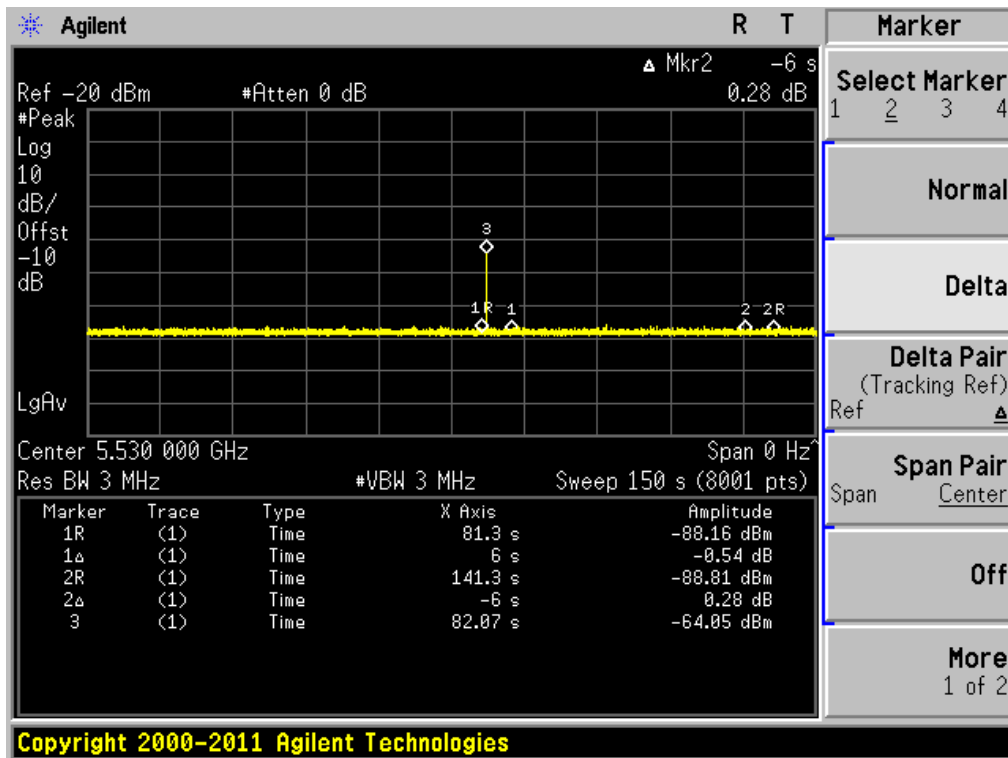 Agilent R T Marker
▵ Mkr2 -6 s
Ref -20 dBm #Atten 0 dB 0.28 dB
#Peak
Log
10
dB/
Offst
-10
dB
3
1R 1 2 2R
LgAv
Center 5.530 000 GHz Span 0 Hz^
Res BW 3 MHz #VBW 3 MHz Sweep 150 s (8001 pts)
Marker Trace Type X Axis Amplitude
1R (1) Time 81.3 s -88.16 dBm
1▵ (1) Time 6 s -0.54 dB
2R (1) Time 141.3 s -88.81 dBm
2▵ (1) Time -6 s 0.28 dB
3 (1) Time 82.07 s -64.05 dBm
Select Marker
1 2 3 4
Normal
Delta
Delta Pair
(Tracking Ref)
Ref ▵
Span Pair
Span Center
Off
More
1 of 2
Copyright 2000-2011 Agilent Technologies